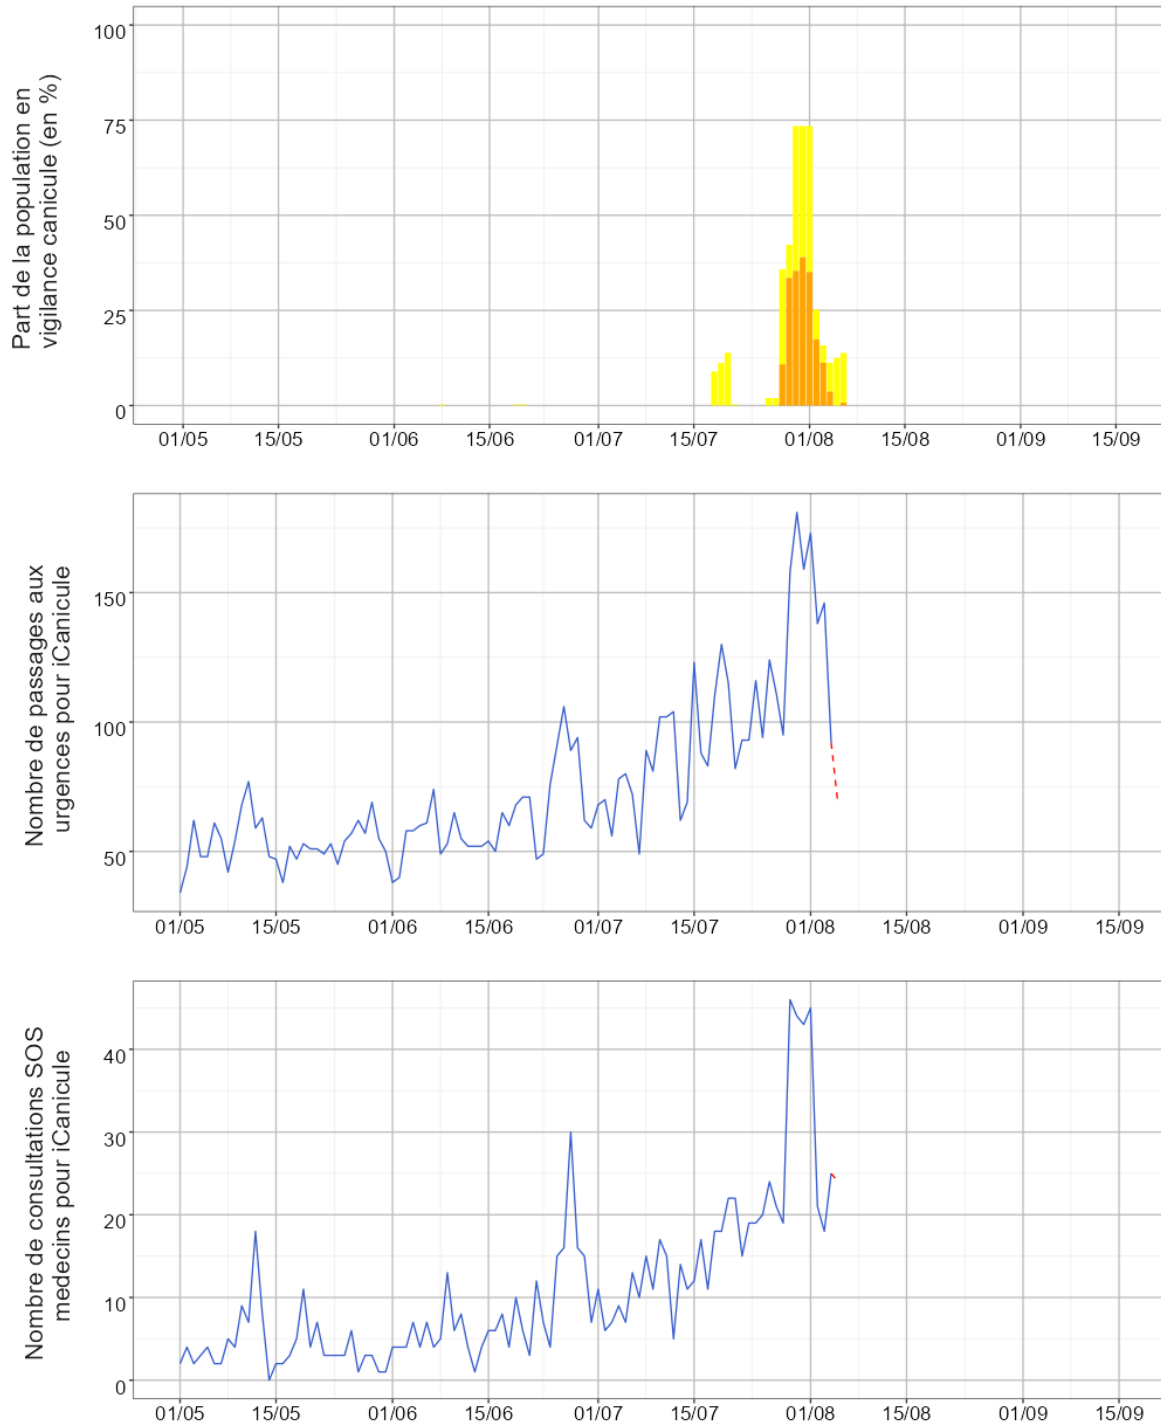 Part de la population en
vigilance canicule (en %)
100
75
50
25
0
01/05 15/05 01/06 15/06 01/07 15/07 01/08 15/08 01/09 15/09
Nombre de passages aux
urgences pour iCanicule
150
100
50
01/05 15/05 01/06 15/06 01/07 15/07 01/08 15/08 01/09 15/09
Nombre de consultations SOS
medecins pour iCanicule
40
30
20
10
0
01/05 15/05 01/06 15/06 01/07 15/07 01/08 15/08 01/09 15/09